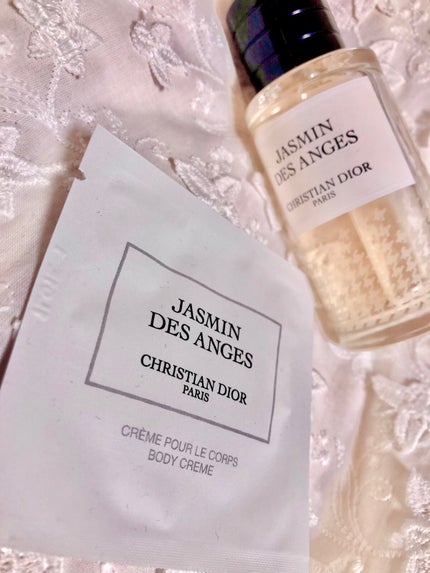 JASMIN
DES ANGES
CHRISTIAN DIOR
PARIS
JASMIN
DES ANGES
CHRISTIAN DIOR
PARIS
CRÈME POUR LE CORPS
BODY CREME